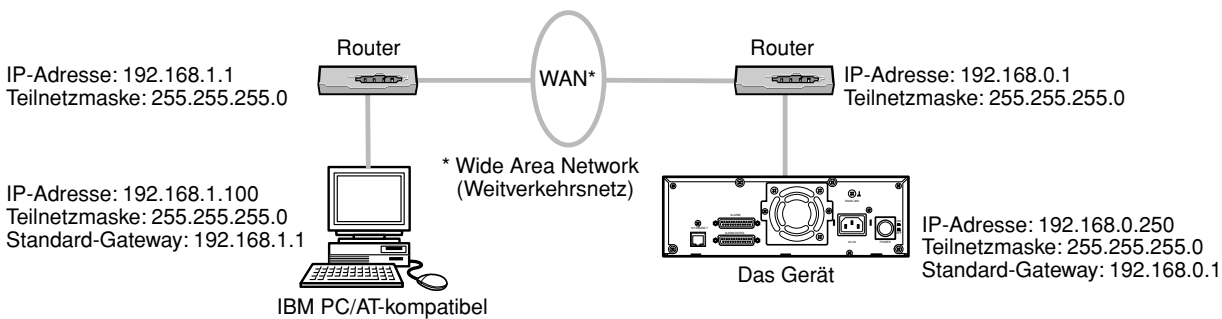 Router
IP-Adresse: 192.168.1.1
Teilnetzmaske: 255.255.255.0
WAN*
Router
IP-Adresse: 192.168.0.1
Teilnetzmaske: 255.255.255.0
* Wide Area Network
(Weitverkehrsnetz)
IP-Adresse: 192.168.1.100
Teilnetzmaske: 255.255.255.0
Standard-Gateway: 192.168.1.1
IBM PC/AT-kompatibel
Das Gerät
IP-Adresse: 192.168.0.250
Teilnetzmaske: 255.255.255.0
Standard-Gateway: 192.168.0.1